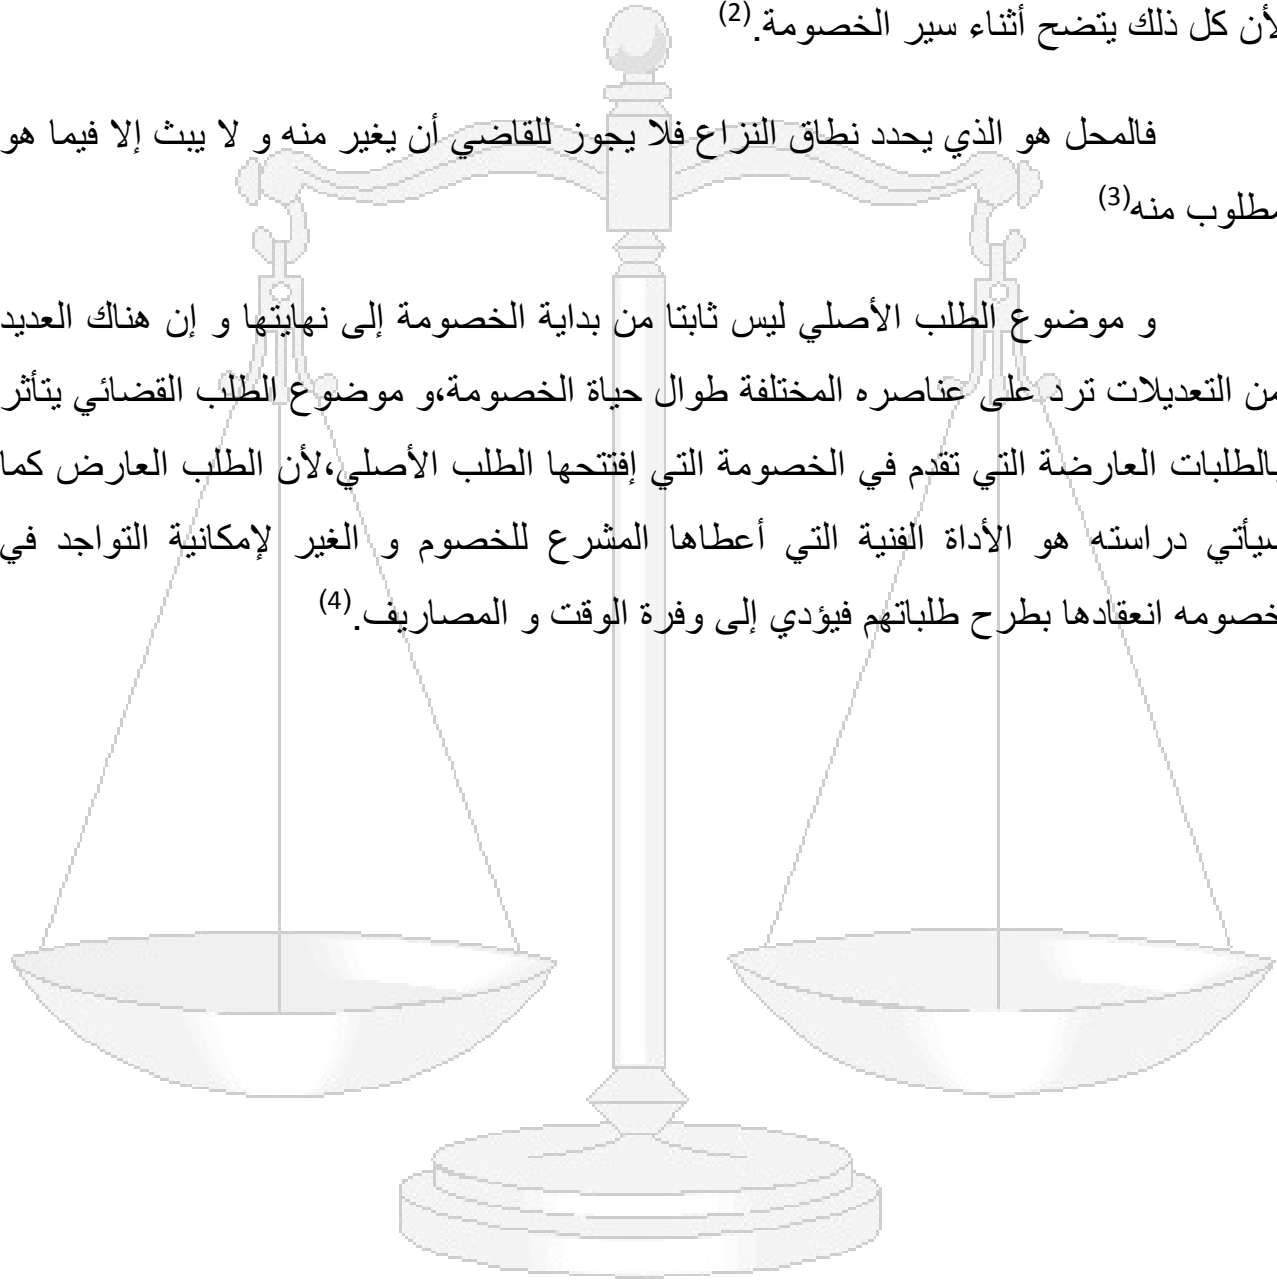 لأن كل ذلك يتضح أثناء سير الخصومة.(2)
فالمحل هو الذي يحدد نطاق النزاع فلا يجوز للقاضي أن يغير منه و لا يبث إلا فيما هو
مطلوب منه(3)
و موضوع الطلب الأصلي ليس ثابتا من بداية الخصومة إلى نهايتها و إن هناك العديد
من التعديلات ترد على عناصره المختلفة طوال حياة الخصومة،و موضوع الطلب القضائي يتأثر
بالطلبات العارضة التي تقدم في الخصومة التي إفتتحها الطلب الأصلي،لأن الطلب العارض كما
سيأتي دراسته هو الأداة الفنية التي أعطاها المشرع للخصوم و الغير لإمكانية التواجد في
خصومه انعقادها بطرح طلباتهم فيؤدي إلى وفرة الوقت و المصاريف.(4)